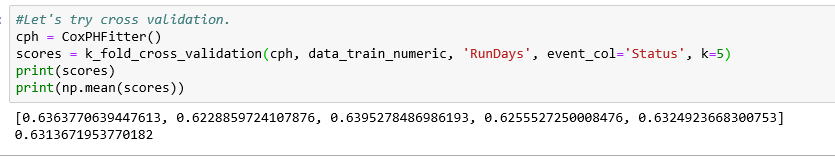 #Let's try cross validation.
cph = CoxPHFitter()
scores = k_fold_cross_validation(cph, data_train_numeric, 'RunDays', event_col='Status', k=5)
print(scores)
print(np.mean(scores))
[0.6363770639447613, 0.6228859724107876, 0.6395278486986193, 0.6255527250008476, 0.6324923668300753]
0.6313671953770182